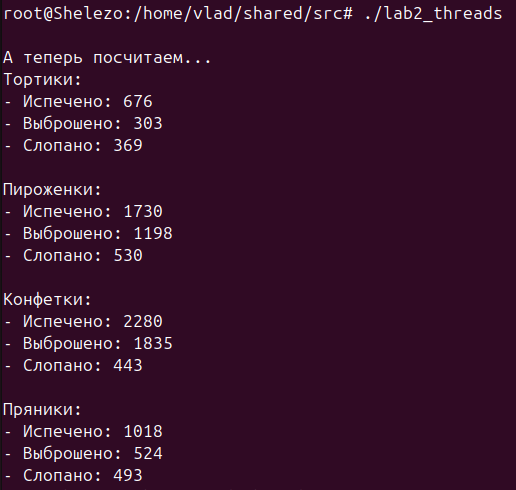 root@Shelezo:/home/vlad/shared/src# ./lab2_threads
А теперь посчитаем...
Тортики:
- Испечено: 676
- Выброшено: 303
- Слопано: 369
Пироженки:
- Испечено: 1730
- Выброшено: 1198
- Слопано: 530
Конфетки:
- Испечено: 2280
- Выброшено: 1835
- Слопано: 443
Пряники:
- Испечено: 1018
- Выброшено: 524
- Слопано: 493